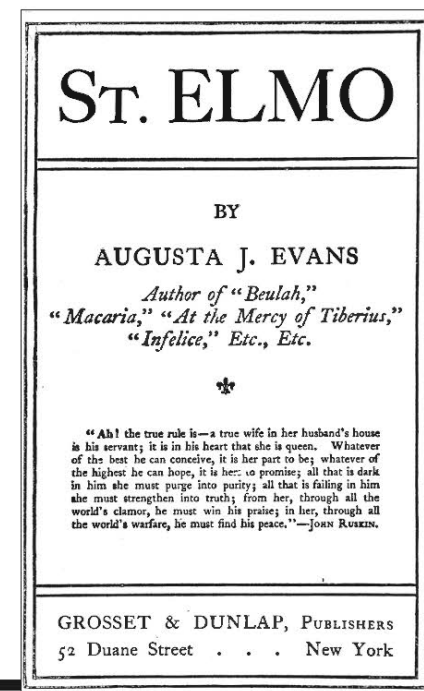 ST. ELMO
BY
AUGUSTA J. EVANS
Author of "Beulah,"
"Macaria," "At the Mercy of Tiberius,"
"Infelice," Etc., Etc.
"Ah! the true rule is—a true wife in her husband's house
is his servant; it is in his heart that she is queen. Whatever
of the best he can conceive, it is her part to be; whatever of
the highest he can hope, it is hers to promise; all that is dark
in him she must purge into purity; all that is failing in him
she must strengthen into truth; from her, through all the
world's clamor, he must win his praise; in her, through all
the world's warfare, he must find his peace."—JOHN RUSKIN.
GROSSET & DUNLAP, PUBLISHERS
52 Duane Street . . . New York